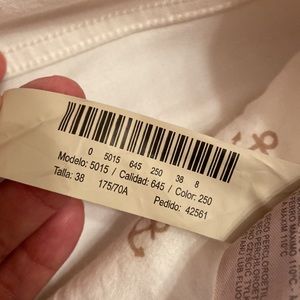 0 5015 645 250 38 8
Modelo: 5015 / Calidad: 645 / Color: 250
Talla: 38 175/70A
Pedido: 42561